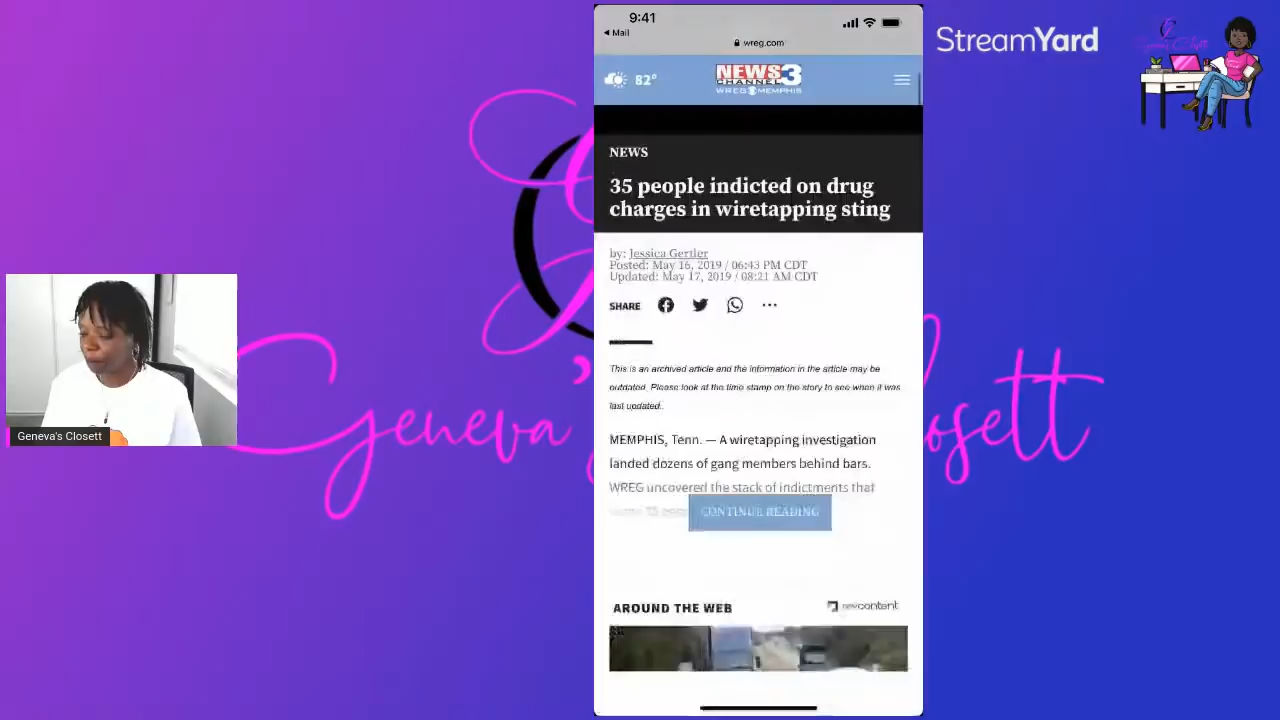 9:41
Mail
wreg.com
82°
NEWS
CHANNEL 3
WREG MEMPHIS
NEWS
35 people indicted on drug
charges in wiretapping sting
by: Jessica Gertler
Posted: May 16, 2019 / 06:43 PM CDT
Updated: May 17, 2019 / 08:21 AM CDT
SHARE
This is an archived article and the information in the article may be
outdated. Please look at the time stamp on the story to see when it was
last updated.
MEMPHIS, Tenn. — A wiretapping investigation
landed dozens of gang members behind bars.
WREG uncovered the stack of indictments that
CONTINUE READING
AROUND THE WEB
content
StreamYard
Geneva's Closett
Geneva
losett